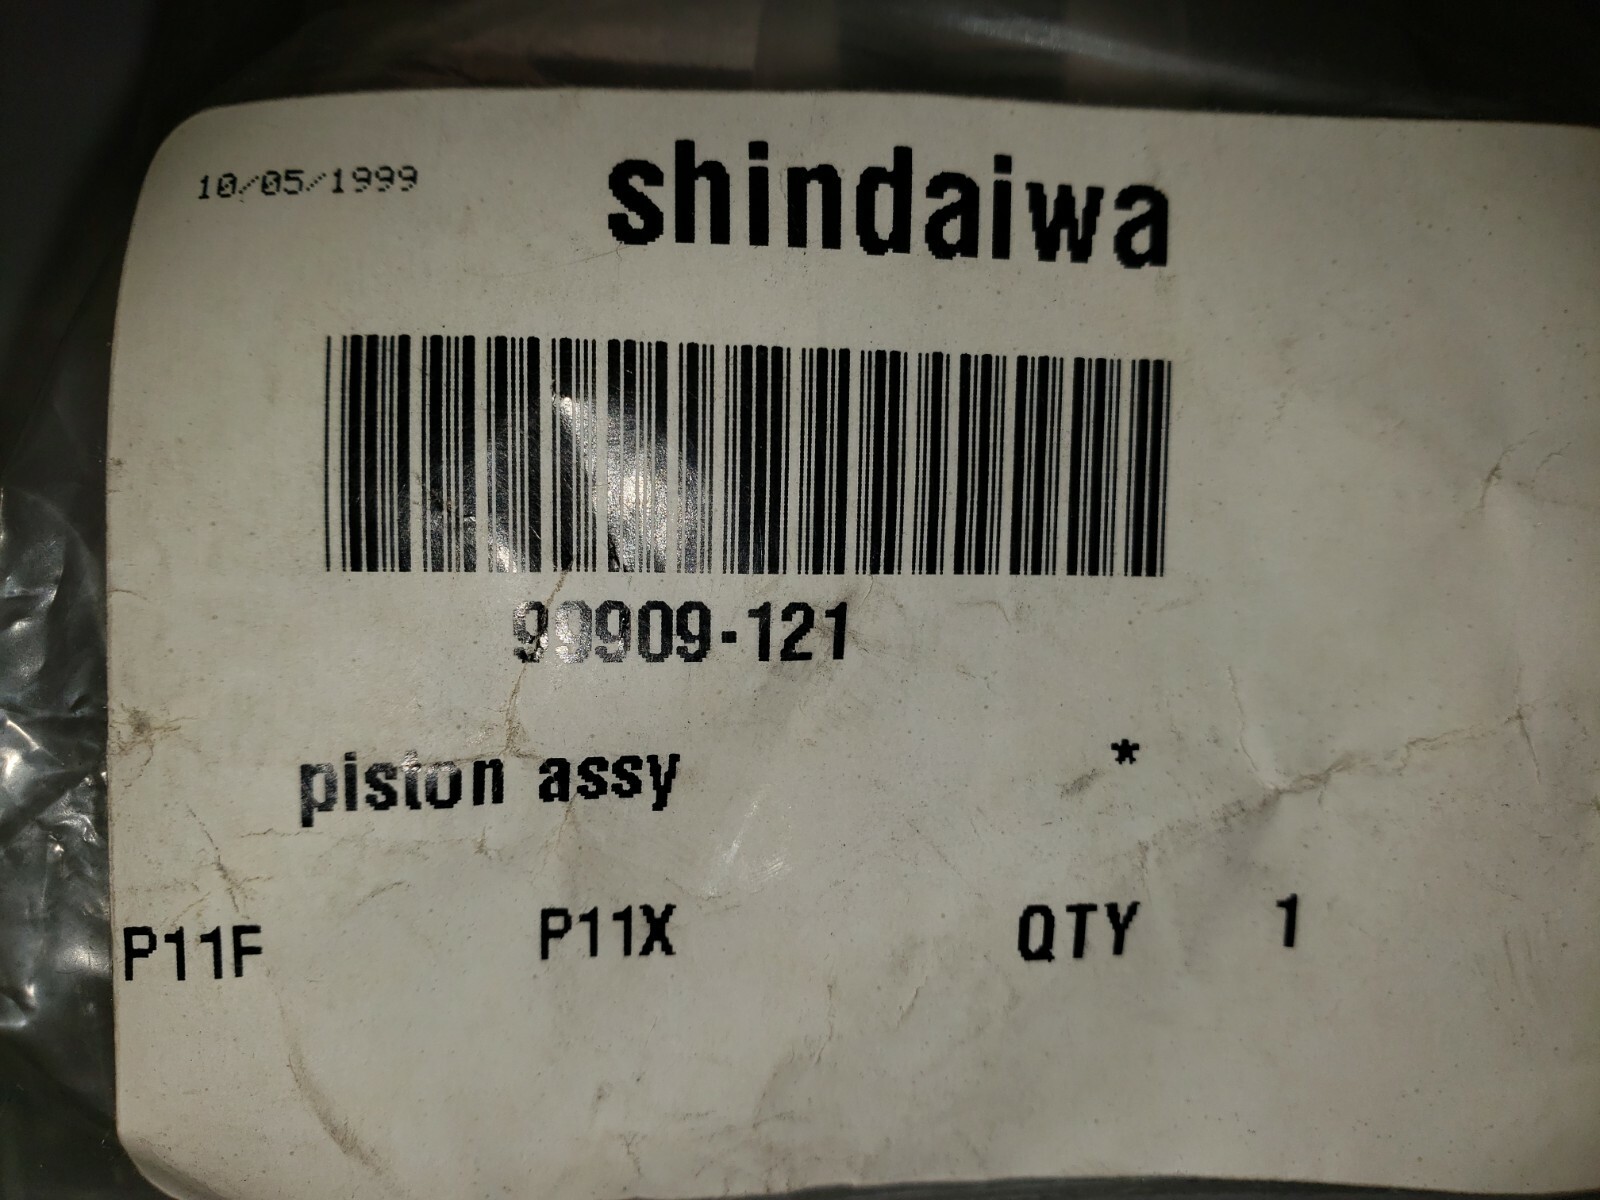 10/05/1999 shindaiwa
99909-121
piston assy *
P11F P11X QTY 1